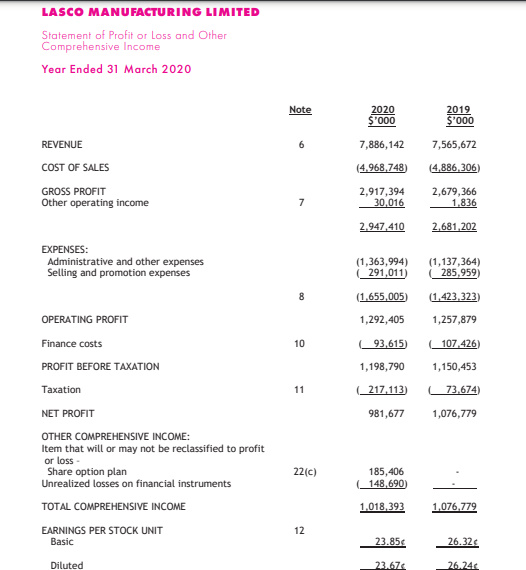 LASCO MANUFACTURING LIMITED
Statement of Profit or Loss and Other
Comprehensive Income
Year Ended 31 March 2020
Note 2020 2019
$'000 $'000
REVENUE 6 7,886,142 7,565,672
COST OF SALES (4,968,748) (4,886,306)
GROSS PROFIT 2,917,394 2,679,366
Other operating income 7 30,016 1,836
2,947,410 2,681,202
EXPENSES:
Administrative and other expenses (1,363,994) (1,137,364)
Selling and promotion expenses ( 291,011) ( 285,959)
8 (1,655,005) (1,423,323)
OPERATING PROFIT 1,292,405 1,257,879
Finance costs 10 ( 93,615) ( 107,426)
PROFIT BEFORE TAXATION 1,198,790 1,150,453
Taxation 11 ( 217,113) ( 73,674)
NET PROFIT 981,677 1,076,779
OTHER COMPREHENSIVE INCOME:
Item that will or may not be reclassified to profit
or loss -
Share option plan 22(c) 185,406 -
Unrealized losses on financial instruments ( 148,690) -
TOTAL COMPREHENSIVE INCOME 1,018,393 1,076,779
EARNINGS PER STOCK UNIT 12
Basic 23.85¢ 26.32¢
Diluted 23.67¢ 26.24¢